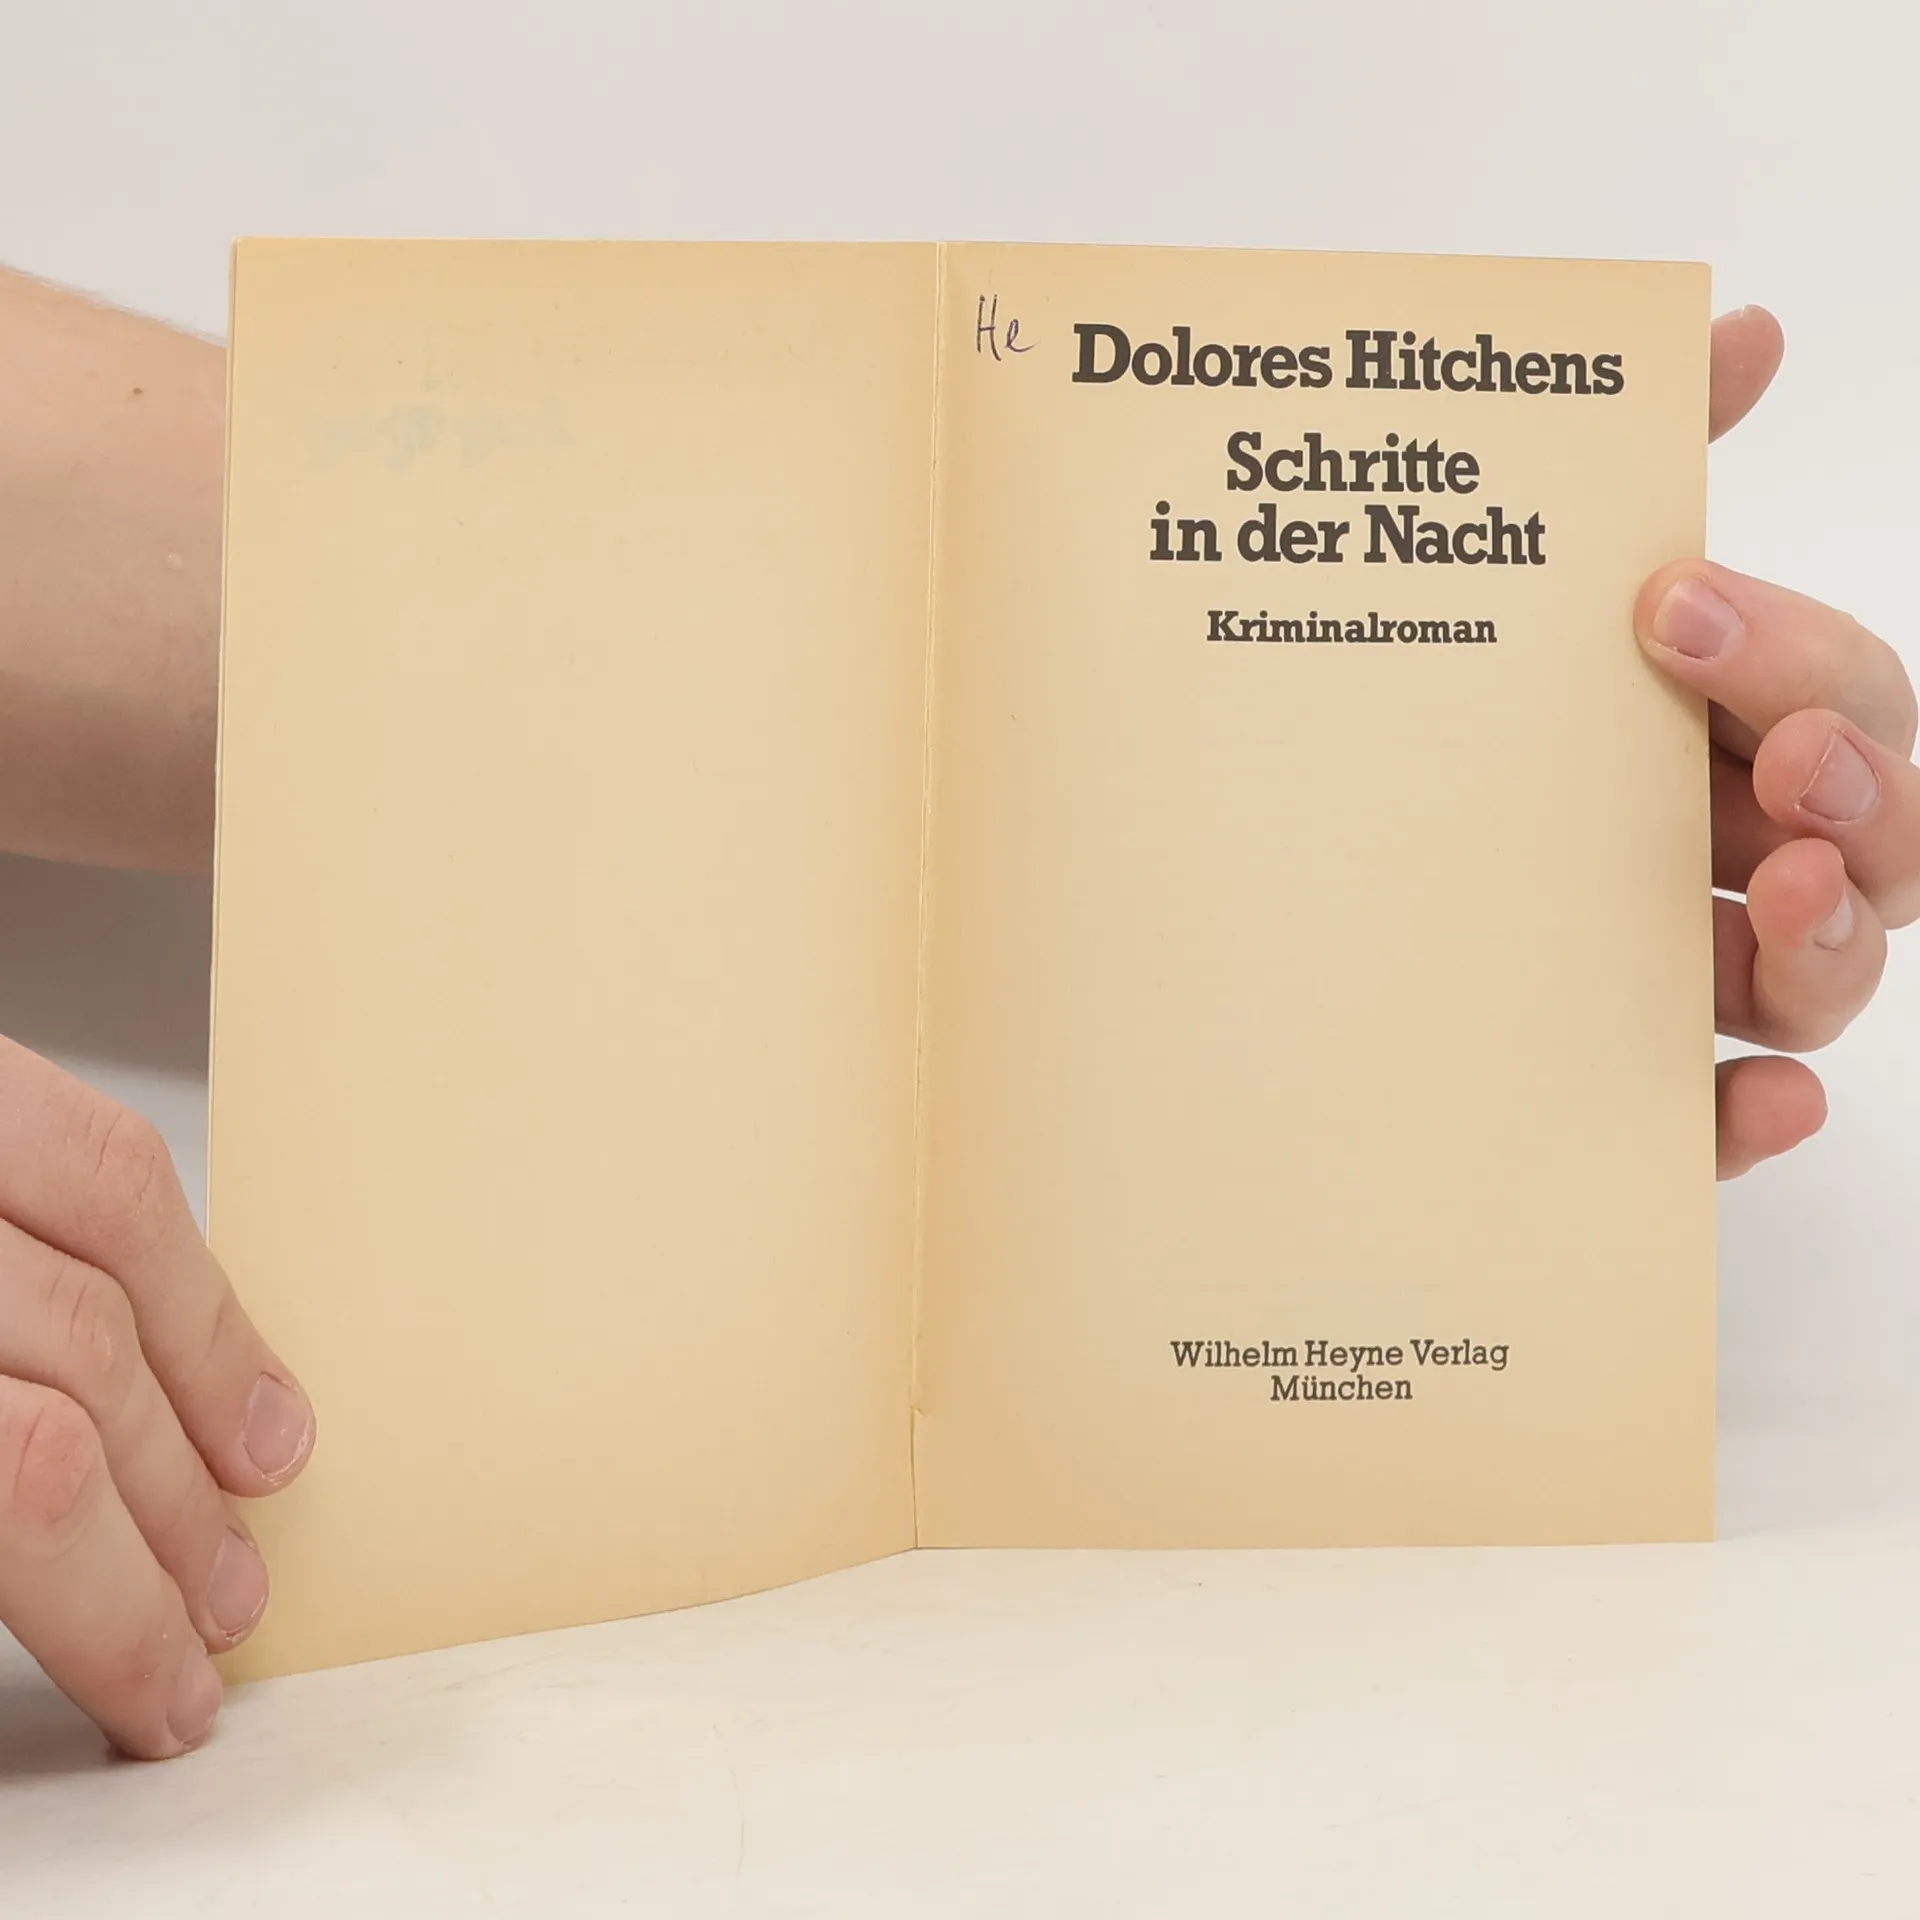 He
Dolores Hitchens
Schritte
in der Nacht
Kriminalroman
Wilhelm Heyne Verlag
München